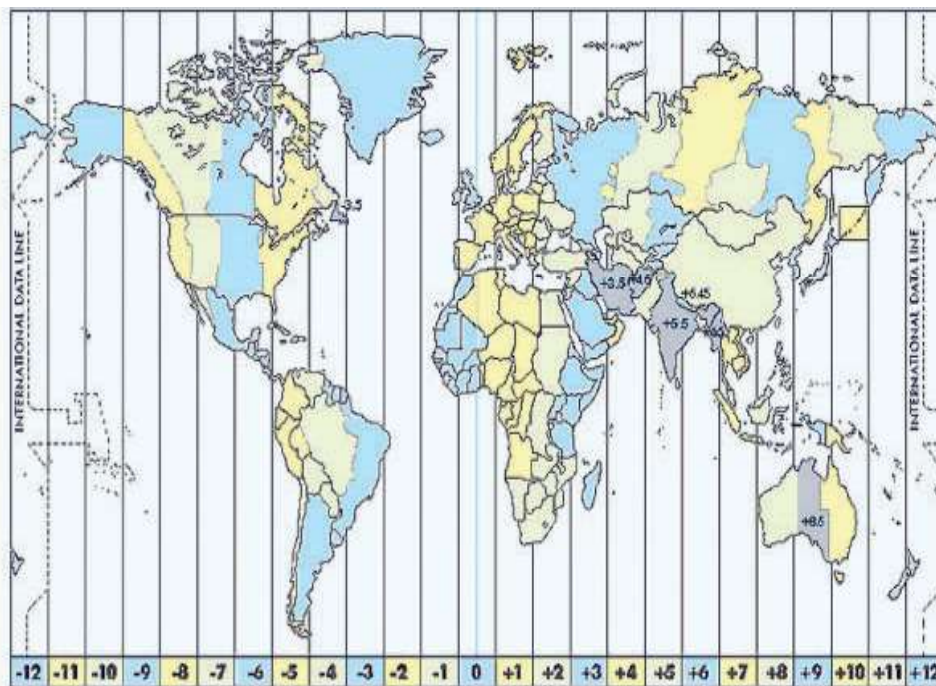 -3.5
+3.5
+4.5
+5.45
+5.5
+8.5
INTERNATIONAL DATA LINE
INTERNATIONAL DATA LINE
-12 -11 -10 -9 -8 -7 -6 -5 -4 -3 -2 -1 0 +1 +2 +3 +4 +5 +6 +7 +8 +9 +10 +11 +12